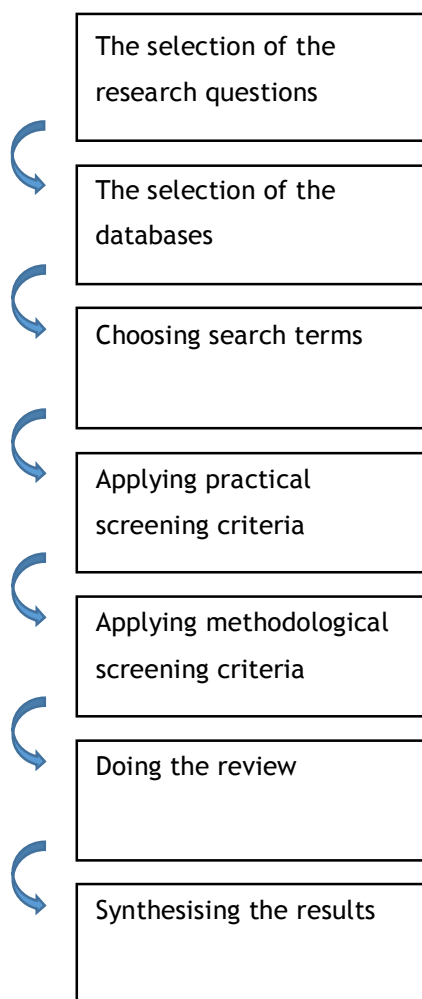 The selection of the
research questions
The selection of the
databases
Choosing search terms
Applying practical
screening criteria
Applying methodological
screening criteria
Doing the review
Synthesising the results